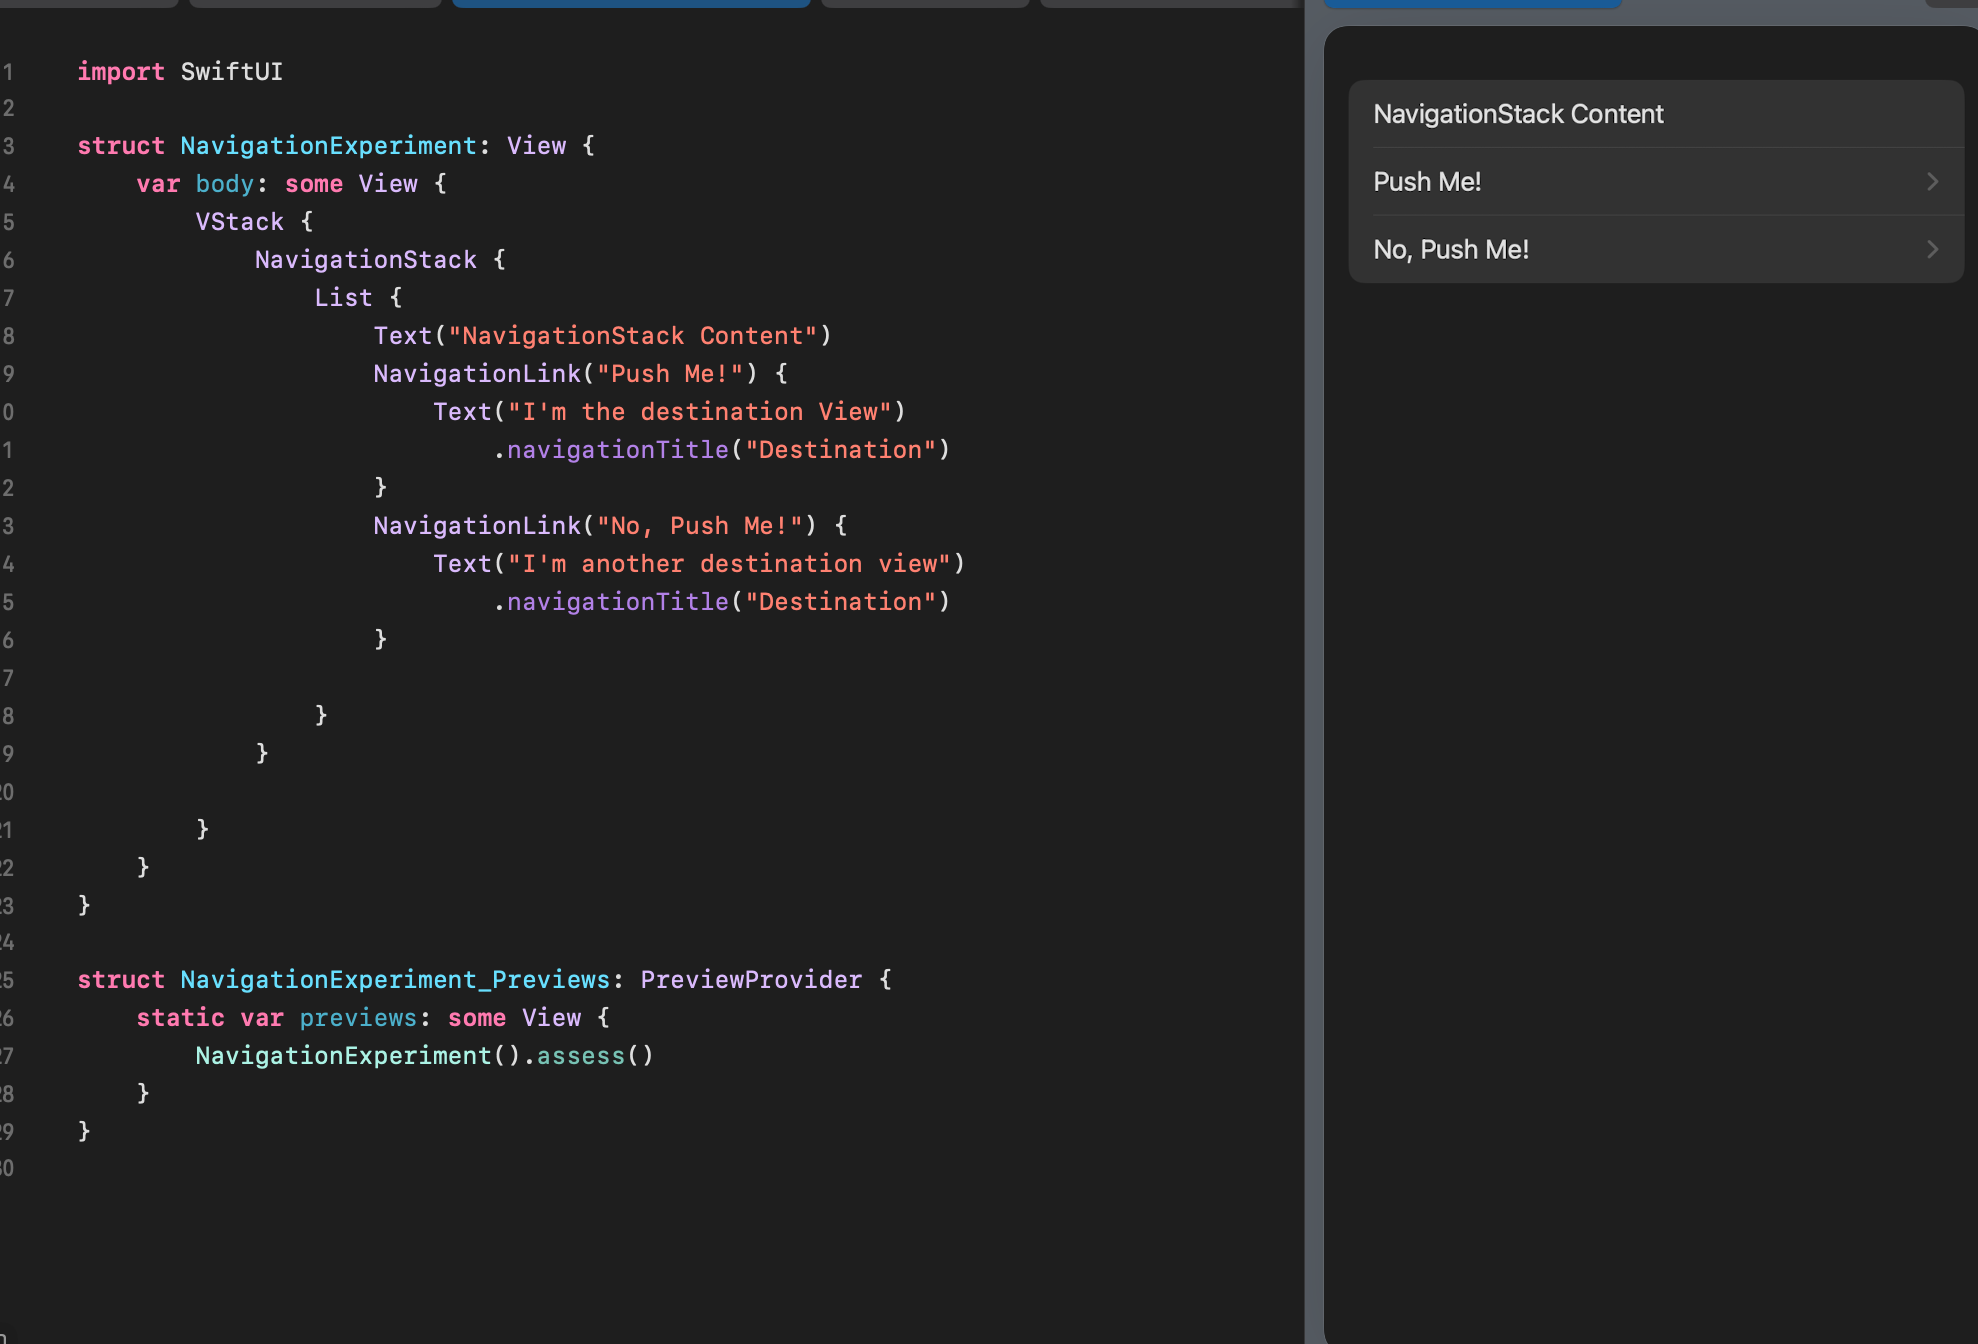 1 import SwiftUI
2
3 struct NavigationExperiment: View {
4 var body: some View {
5 VStack {
6 NavigationStack {
7 List {
8 Text("NavigationStack Content")
9 NavigationLink("Push Me!") {
0 Text("I'm the destination View")
1 .navigationTitle("Destination")
2 }
3 NavigationLink("No, Push Me!") {
4 Text("I'm another destination view")
5 .navigationTitle("Destination")
6 }
7
8 }
9 }
20
21 }
22 }
23 }
24
25 struct NavigationExperiment_Previews: PreviewProvider {
26 static var previews: some View {
27 NavigationExperiment().assess()
28 }
29 }
30
NavigationStack Content
Push Me!
No, Push Me!